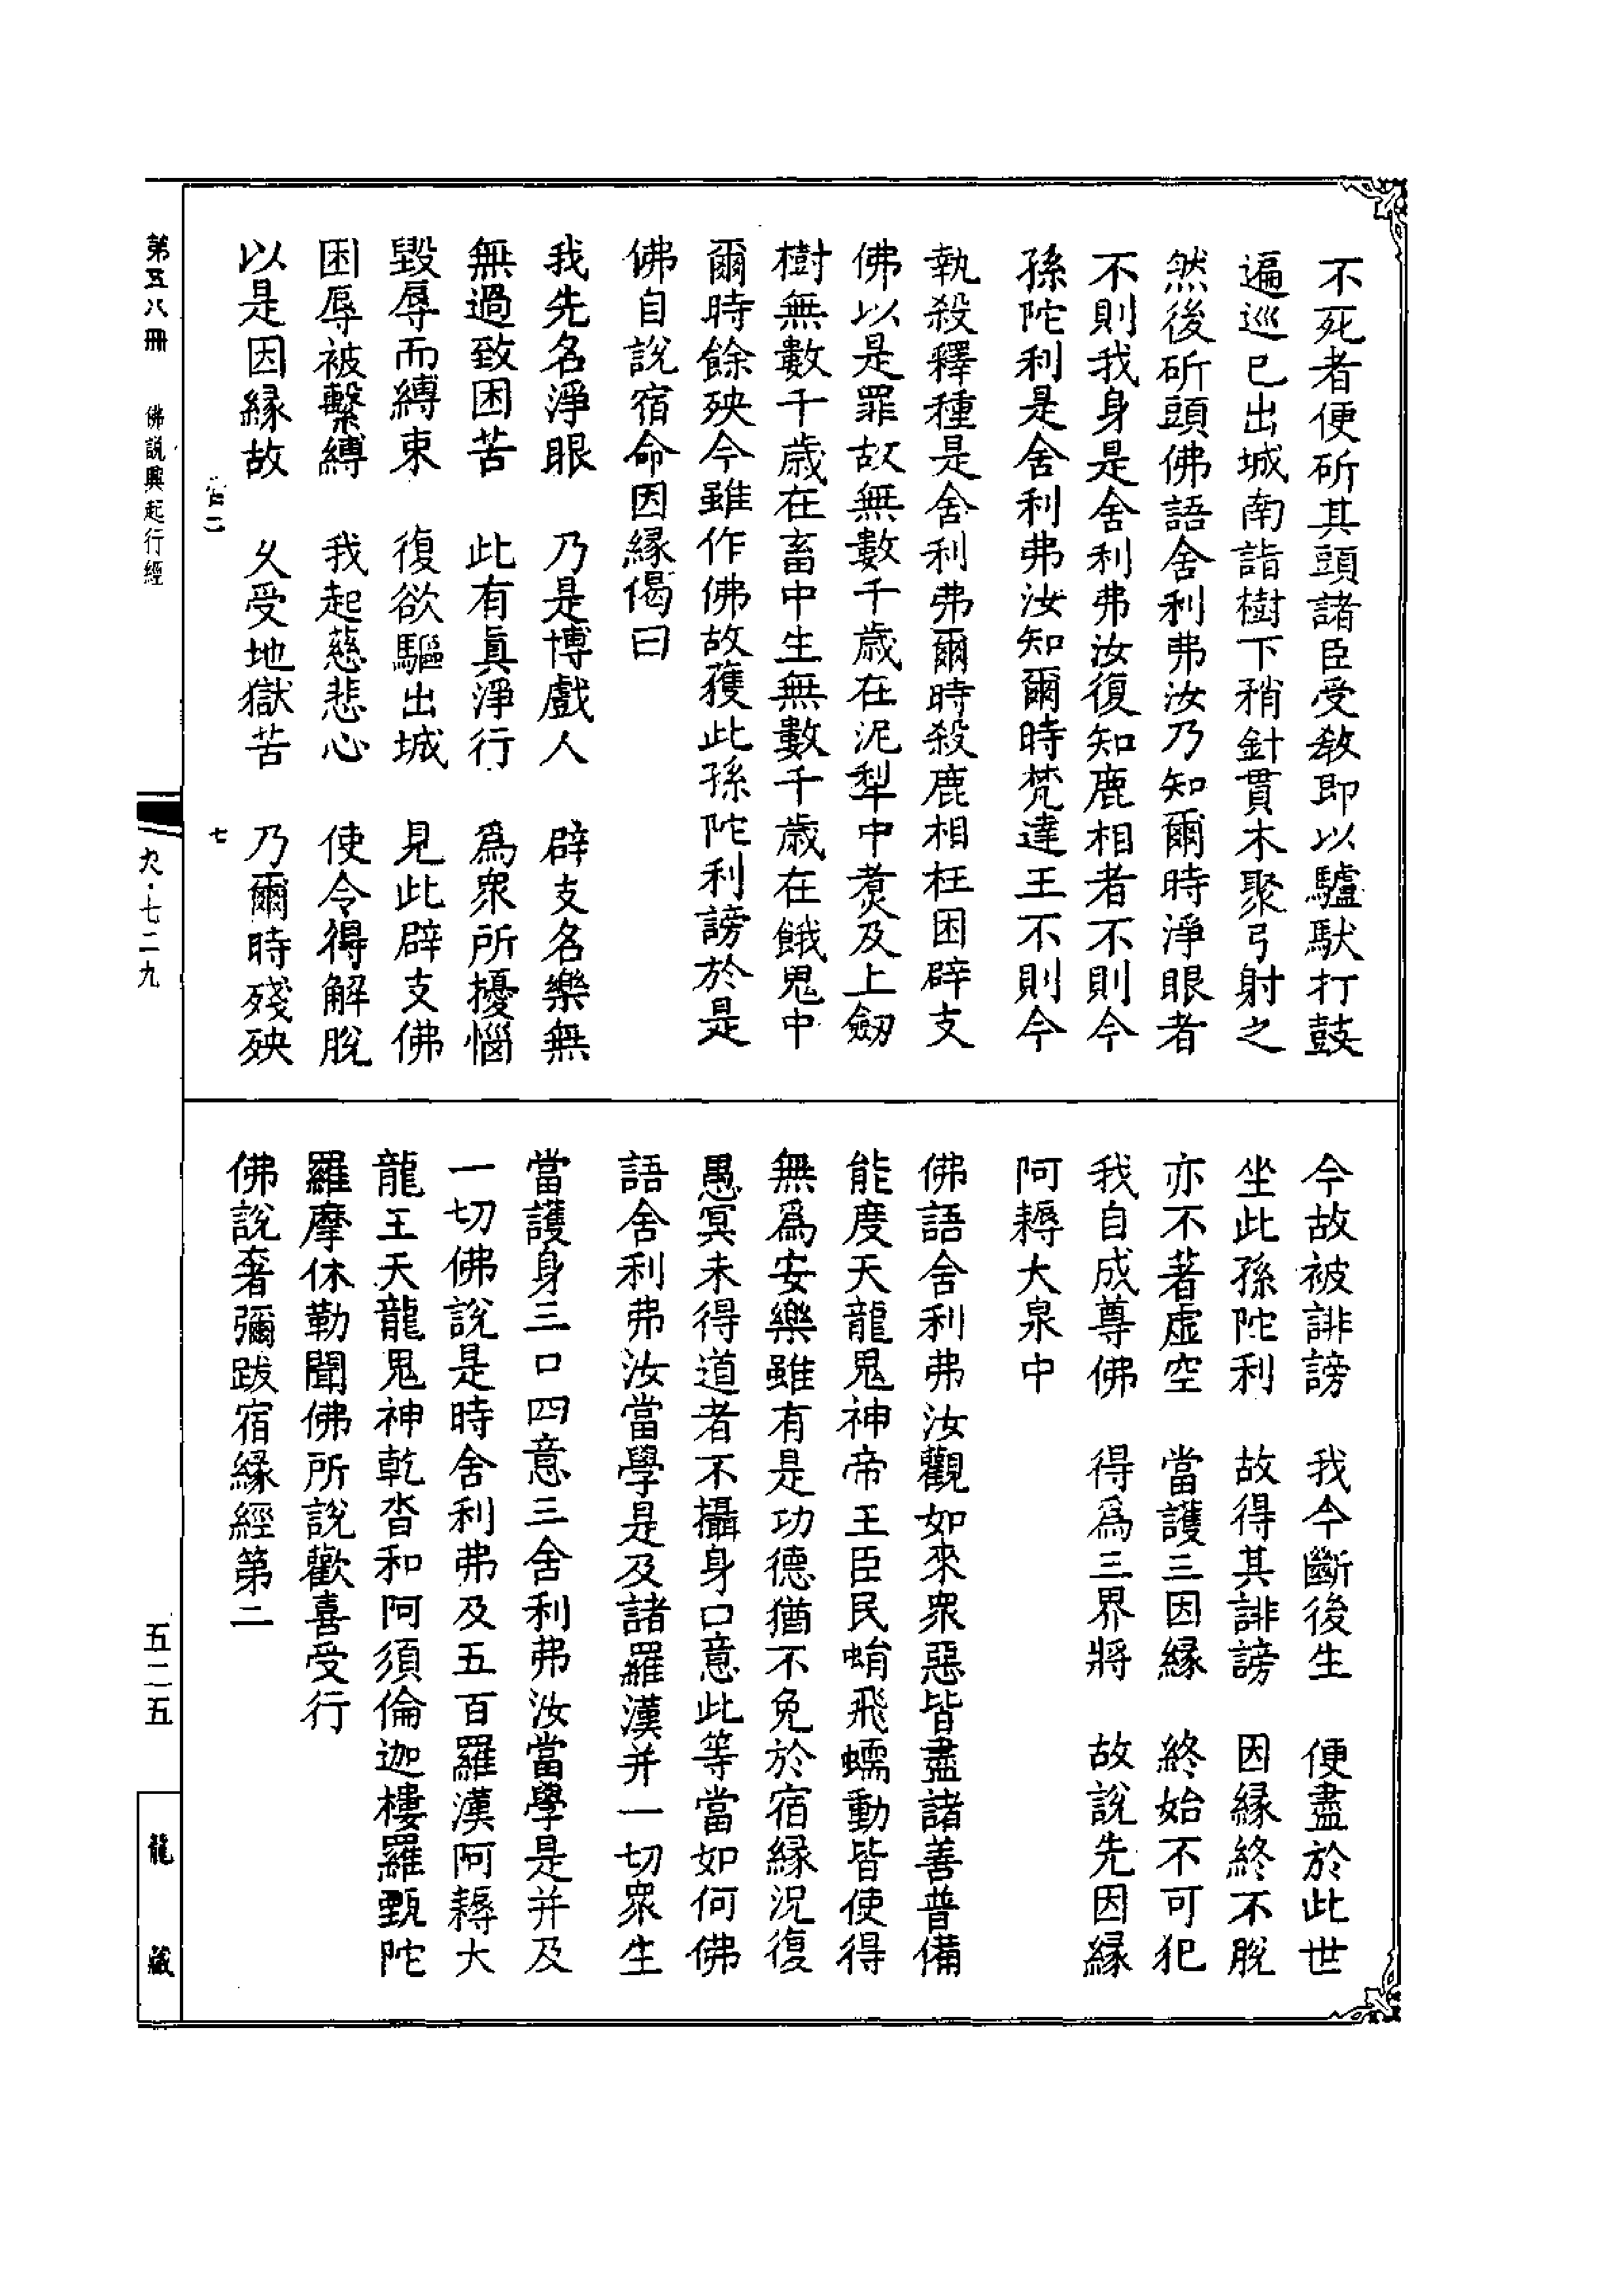 不死者便斫其頭諸臣受教即以驢馱打鼓
遍巡已出城南詣樹下矟針貫木聚弓射之
然後斫頭佛語舍利弗汝乃知爾時淨眼者
不則我身是舍利弗汝復知鹿相者不則今
孫陀利是舍利弗汝知爾時梵達王不則今
執殺釋種是舍利弗爾時殺鹿相枉困辟支
佛以是罪故無數千歲在泥犁中煮及上劒
樹無數千歲在畜中生無數千歲在餓鬼中
爾時餘殃今雖作佛故獲此孫陀利謗於是
佛自說宿命因緣偈曰
我先名淨眼　乃是博戲人　辟支名樂無
無過致困苦　此有真淨行　為眾所擾惱
毀辱而縛束　復欲驅出城　見此辟支佛
困辱被繫縛　我起慈悲心　使令得解脫
以是因緣故　久受地獄苦　乃爾時殘殃
今故被誹謗　我今斷後生　便盡於此世
坐此孫陀利　故得其誹謗　因緣終不脫
亦不著虛空　當護三因緣　終始不可犯
我自成尊佛　得為三界將　故說先因緣
阿耨大泉中
佛語舍利弗汝觀如來眾惡皆盡諸善普備
能度天龍鬼神帝王臣民蜎飛蠕動皆使得
無為安樂雖有是功德猶不免於宿緣況復
愚冥未得道者不攝身口意此等當如何佛
語舍利弗汝當學是及諸羅漢并一切眾生
當護身三口四意三舍利弗汝當學是并及
一切佛說是時舍利弗及五百羅漢阿耨大
龍王天龍鬼神乾沓和阿須倫迦樓羅甄陀
羅摩休勒聞佛所說歡喜受行
佛說奢彌跋宿緣經第二
二
七
第五八冊　佛說興起行經
九·七二九
五二五
龍藏